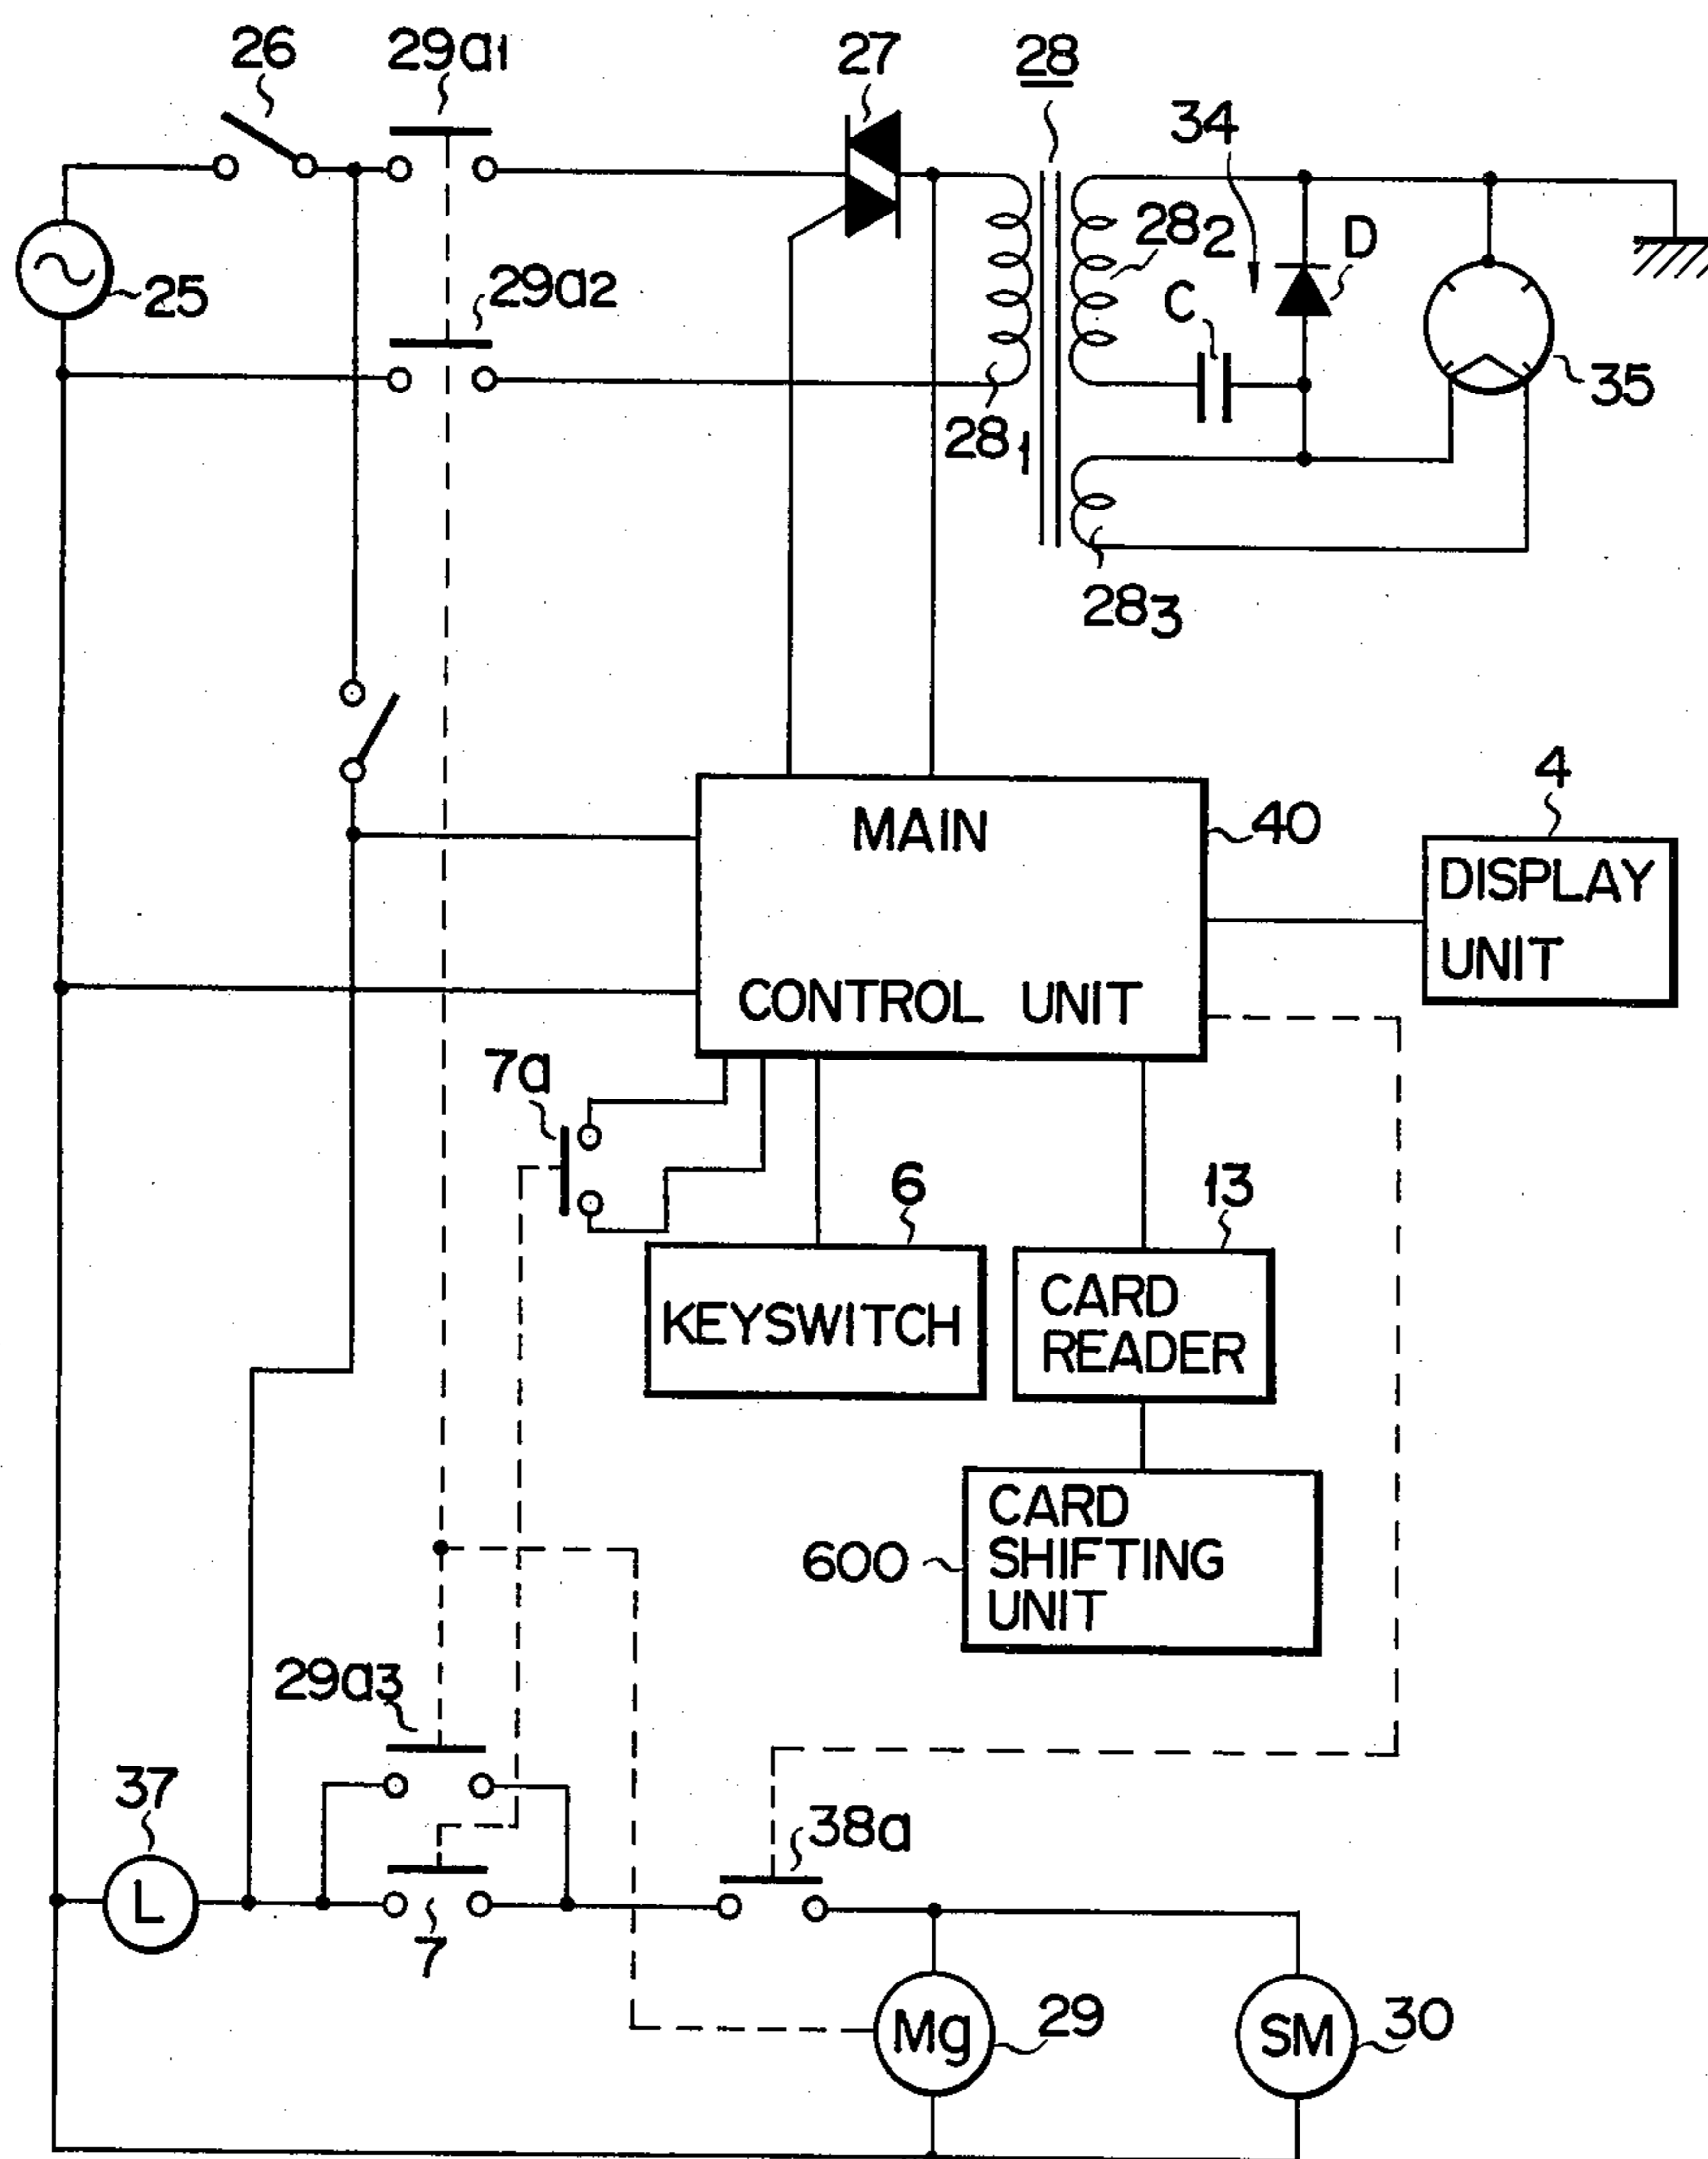 26
29a1
27
28
34
25
29a2
28₂
D
C
35
28₁
28₃
4
MAIN
40
DISPLAY
UNIT
CONTROL UNIT
7a
6
13
KEYSWITCH
CARD
READER
CARD
SHIFTING
UNIT
600
29a3
37
38a
L
7
Mg
29
SM
30